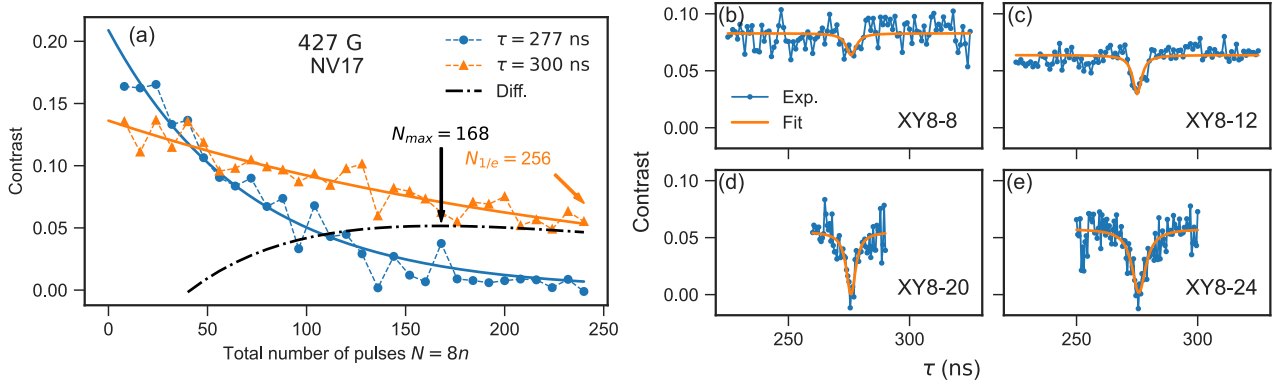 (a)
427 G
NV17
τ = 277 ns
τ = 300 ns
Diff.
N_max = 168
N_1/e = 256
Contrast
0.20
0.15
0.10
0.05
0.00
0 50 100 150 200 250
Total number of pulses N = 8n
(b)
0.10
0.05
0.00
Exp.
Fit
XY8-8
(c)
XY8-12
Contrast
(d)
0.10
0.05
0.00
XY8-20
250 300
(e)
XY8-24
250 300
τ (ns)